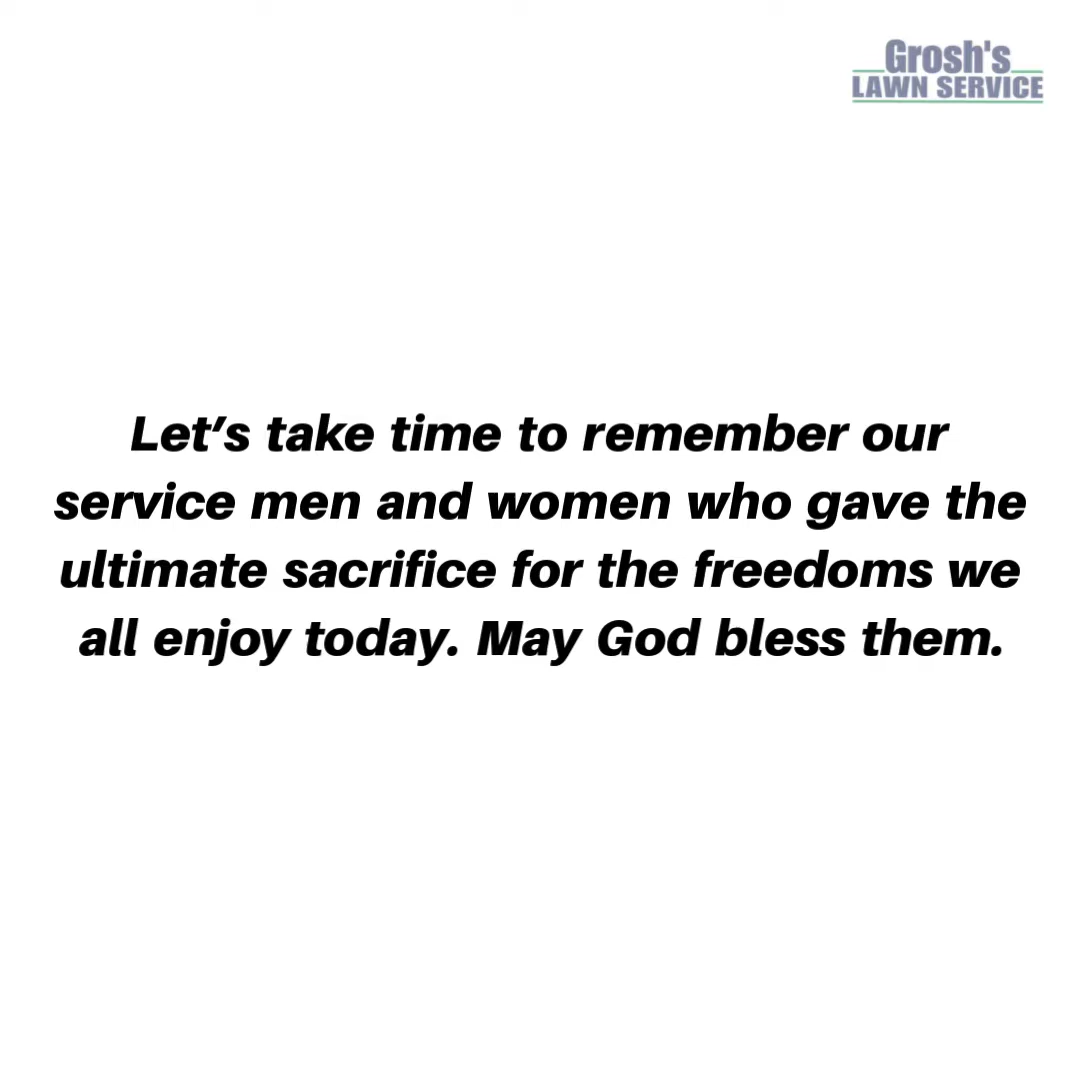 Grosh's
LAWN SERVICE
Let’s take time to remember our
service men and women who gave the
ultimate sacrifice for the freedoms we
all enjoy today. May God bless them.